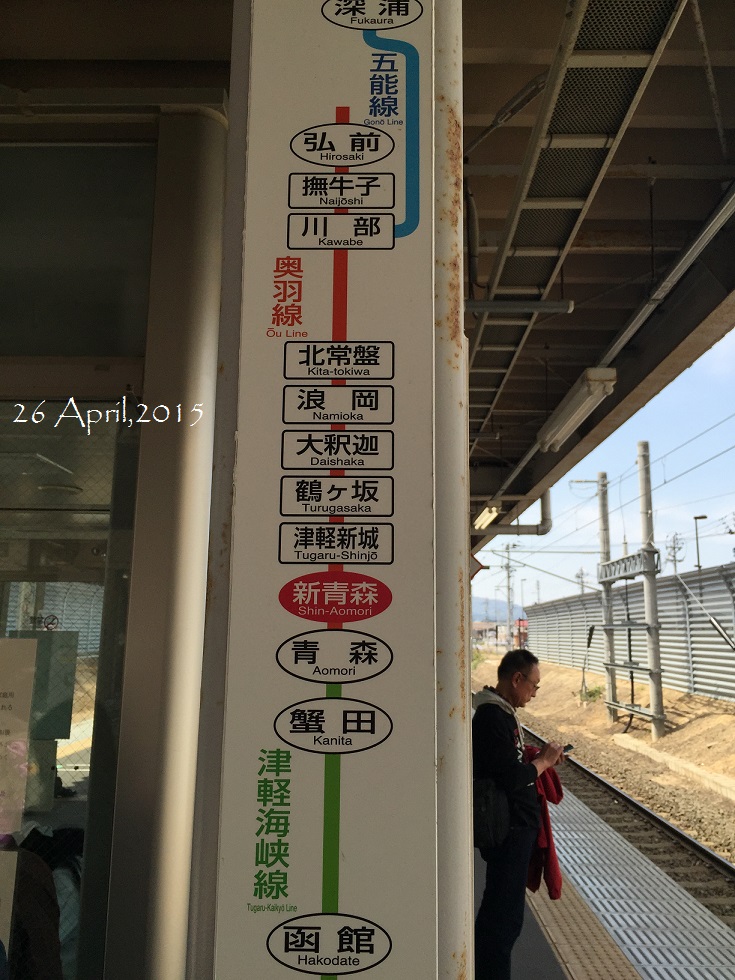 深浦
Fukaura
五能線
Gonō Line
弘前
Hirosaki
撫牛子
Naijōshi
川部
Kawabe
奥羽線
Ōu Line
北常盤
Kita-tokiwa
浪岡
Namioka
26 April,2015
大釈迦
Daishaka
鶴ヶ坂
Turugasaka
津軽新城
Tugaru-Shinjō
新青森
Shin-Aomori
青森
Aomori
蟹田
Kanita
津軽海峡線
Tugaru-Kaikyō Line
函館
Hakodate